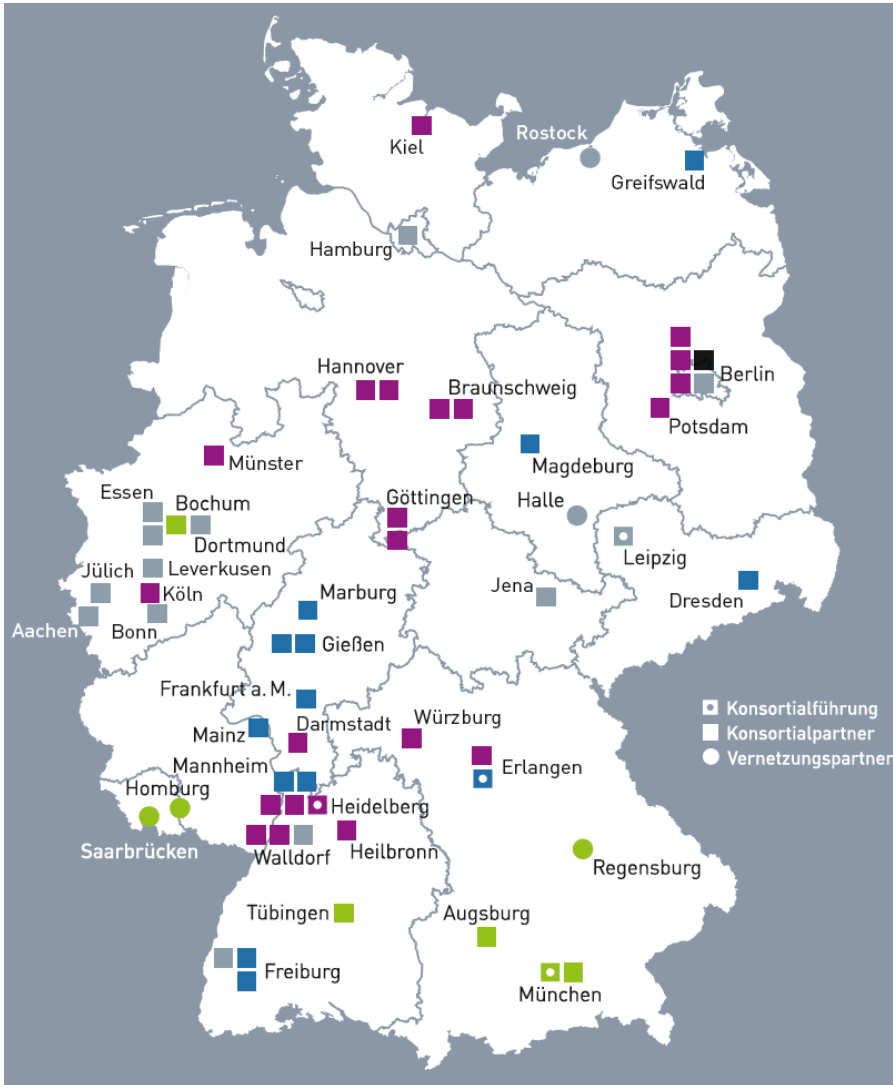 Rostock
Kiel
Greifswald
Hamburg
Hannover
Braunschweig
Berlin
Potsdam
Münster
Magdeburg
Essen
Bochum
Göttingen
Halle
Dortmund
Leipzig
Jülich
Leverkusen
Marburg
Jena
Köln
Dresden
Aachen
Bonn
Gießen
Frankfurt a. M.
Konsortialführung
Mainz
Darmstadt
Würzburg
Konsortialpartner
Vernetzungspartner
Mannheim
Erlangen
Homburg
Heidelberg
Saarbrücken
Walldorf
Heilbronn
Regensburg
Tübingen
Augsburg
Freiburg
München